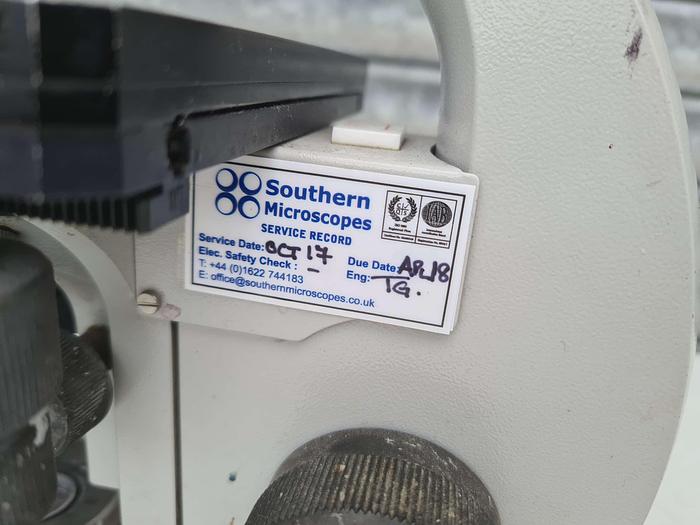 Southern
Microscopes
SERVICE RECORD
Service Date: OCT 17
Due Date: APR.18
Elec. Safety Check : –
Eng: TG.
T: +44 (0)1622 744183
E: office@southernmicroscopes.co.uk